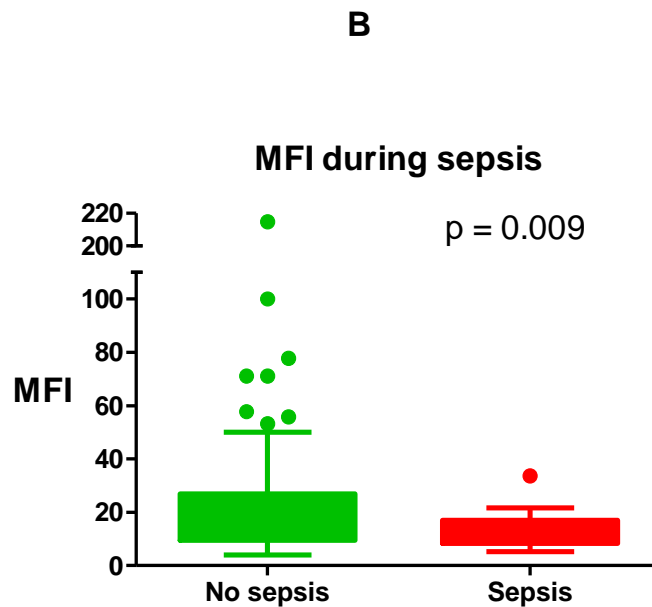 B
MFI during sepsis
p = 0.009
220
200
100
80
60
40
20
0
MFI
No sepsis
Sepsis